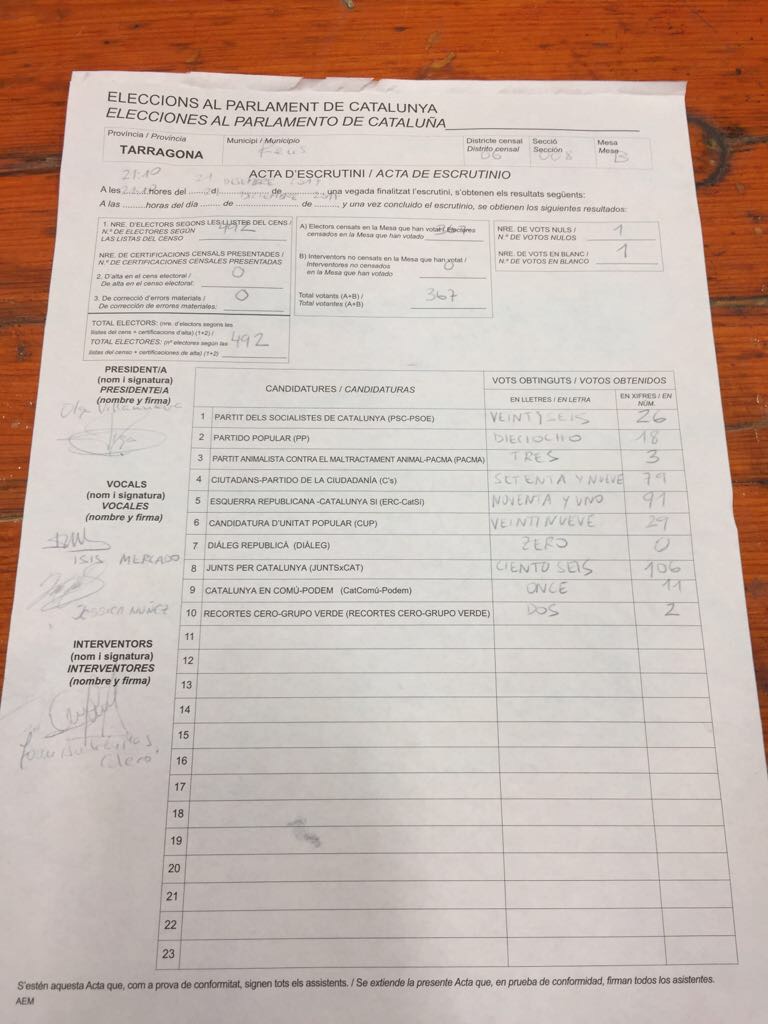 ELECCIONS AL PARLAMENT DE CATALUNYA
ELECCIONES AL PARLAMENTO DE CATALUÑA
Província / Provincia
TARRAGONA
Municipi / Municipio
Reus
Districte censal
Distrito censal
06
Secció
Sección
008
Mesa
Mesa
B
ACTA D'ESCRUTINI / ACTA DE ESCRUTINIO
21:10
21 DESEMBRE 2017
A les hores del d de , una vegada finalitzat l'escrutini, s'obtenen els resultats següents:
DICIEMBRE
A las .........horas del día ........ de ...................... de ........, y una vez concluido el escrutinio, se obtienen los siguientes resultados:
1. NRE. D'ELECTORS SEGONS LES LLISTES DEL CENS /
N.º DE ELECTORES SEGÚN
LAS LISTAS DEL CENSO
492
NRE. DE CERTIFICACIONS CENSALS PRESENTADES /
N.º DE CERTIFICACIONES CENSALES PRESENTADAS
2. D'alta en cens electoral /
De alta en el censo electoral:
0
3. De correcció d'errors materials /
De corrección de errores materiales:
0
TOTAL ELECTORS: (nre. d'electors segons les
llistes del cens + certificacions d'alta) (1+2) /
TOTAL ELECTORES: (nº electores según las
listas del censo + certificaciones de alta) (1+2)
492
A) Electors censats en la Mesa que han votat / Electores
censados en la Mesa que han votado
B) Interventors no censats en la Mesa que han votat /
Interventores no censados
en la Mesa que han votado
0
Total votants (A+B) /
Total votantes (A+B)
367
NRE. DE VOTS NULS /
N.º DE VOTOS NULOS
1
NRE. DE VOTS EN BLANC /
N.º DE VOTOS EN BLANCO
1
PRESIDENT/A
(nom i signatura)
PRESIDENTE/A
(nombre y firma)
Olga
VOCALS
(nom i signatura)
VOCALES
(nombre y firma)
ISIS MERCADO
JESSICA NÚÑEZ
INTERVENTORS
(nom i signatura)
INTERVENTORES
(nombre y firma)
CANDIDATURES / CANDIDATURAS
VOTS OBTINGUTS / VOTOS OBTENIDOS
EN LLETRES / EN LETRA
EN XIFRES / EN
NÚM.
1 PARTIT DELS SOCIALISTES DE CATALUNYA (PSC-PSOE) VEINTYSEIS 26
2 PARTIDO POPULAR (PP) DIECIOCHO 18
3 PARTIT ANIMALISTA CONTRA EL MALTRACTAMENT ANIMAL-PACMA (PACMA) TRES 3
4 CIUTADANS-PARTIDO DE LA CIUDADANÍA (C's) SETENTA Y NUEVE 79
5 ESQUERRA REPUBLICANA -CATALUNYA SI (ERC-CatSí) NOVENTA Y UNO 91
6 CANDIDATURA D'UNITAT POPULAR (CUP) VEINTINUEVE 29
7 DIÀLEG REPUBLICÀ (DIÀLEG) ZERO 0
8 JUNTS PER CATALUNYA (JUNTSxCAT) CIENTO SEIS 106
9 CATALUNYA EN COMÚ-PODEM (CatComú-Podem) ONCE 11
10 RECORTES CERO-GRUPO VERDE (RECORTES CERO-GRUPO VERDE) DOS 2
11
12
13
14
15
16
17
18
19
20
21
22
23
S'estén aquesta Acta que, com a prova de conformitat, signen tots els assistents. / Se extiende la presente Acta que, en prueba de conformidad, firman todos los asistentes.
AEM